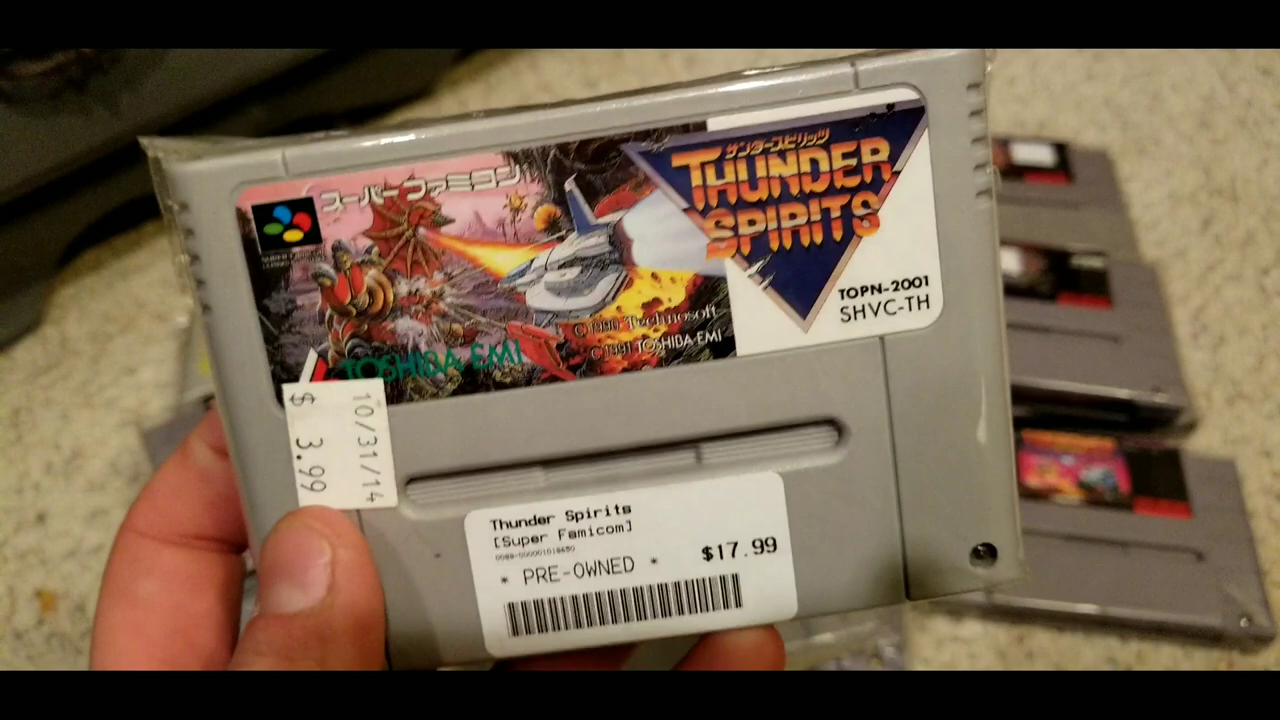 スーパーファミコン
サンダースピリッツ
THUNDER
SPIRITS
TOPN-2001
SHVC-TH
© 1990 Technosoft
© 1991 TOSHIBA EMI
TOSHIBA EMI
10/31/14
$ 3.99
Thunder Spirits
[Super Famicom]
* PRE-OWNED *
$17.99